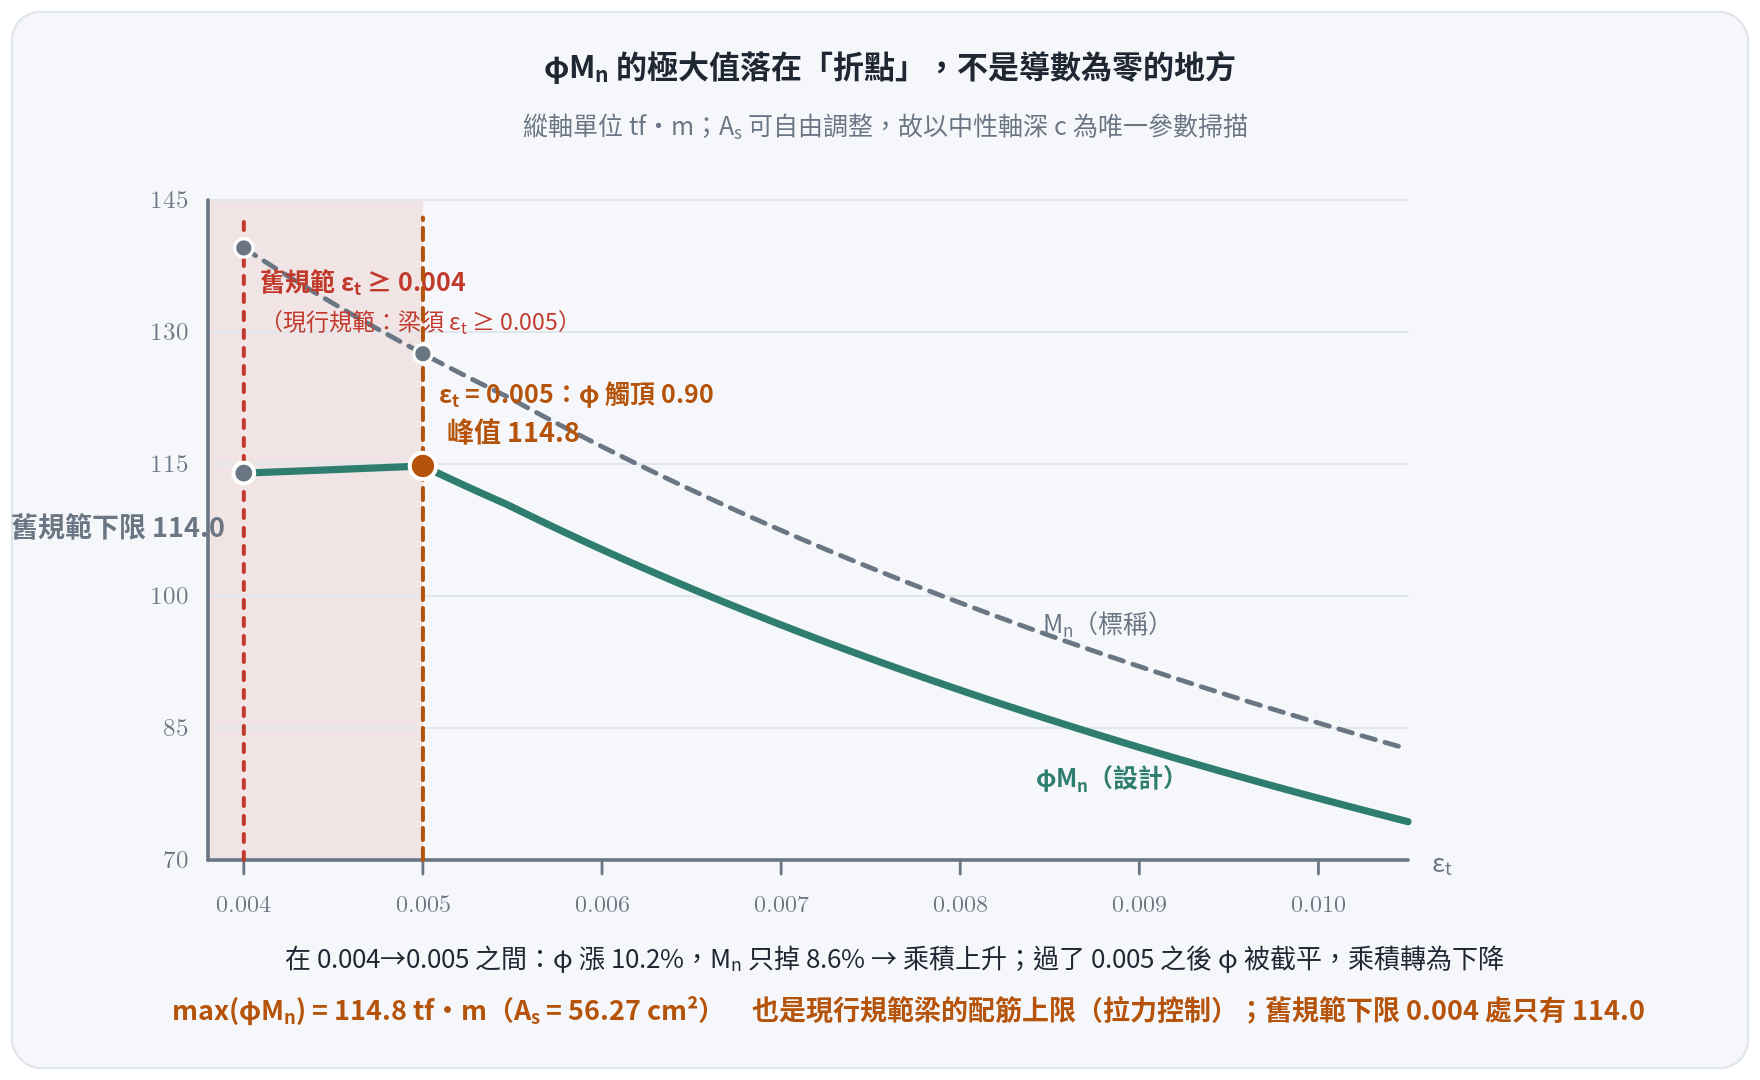 ϕMn 的極大值落在「折點」，不是導數為零的地方
縱軸單位 tf・m；As 可自由調整，故以中性軸深 c 為唯一參數掃描
145
舊規範 εt ≥ 0.004
（現行規範：梁須 εt ≥ 0.005）
130
εt = 0.005：ϕ 觸頂 0.90
峰值 114.8
115
舊規範下限 114.0
100
Mn（標稱）
85
ϕMn（設計）
70
εt
0.004 0.005 0.006 0.007 0.008 0.009 0.010
在 0.004→0.005 之間：ϕ 漲 10.2%，Mn 只掉 8.6% → 乘積上升；過了 0.005 之後 ϕ 被截平，乘積轉為下降
max(ϕMn) = 114.8 tf・m（As = 56.27 cm²） 也是現行規範梁的配筋上限（拉力控制）；舊規範下限 0.004 處只有 114.0